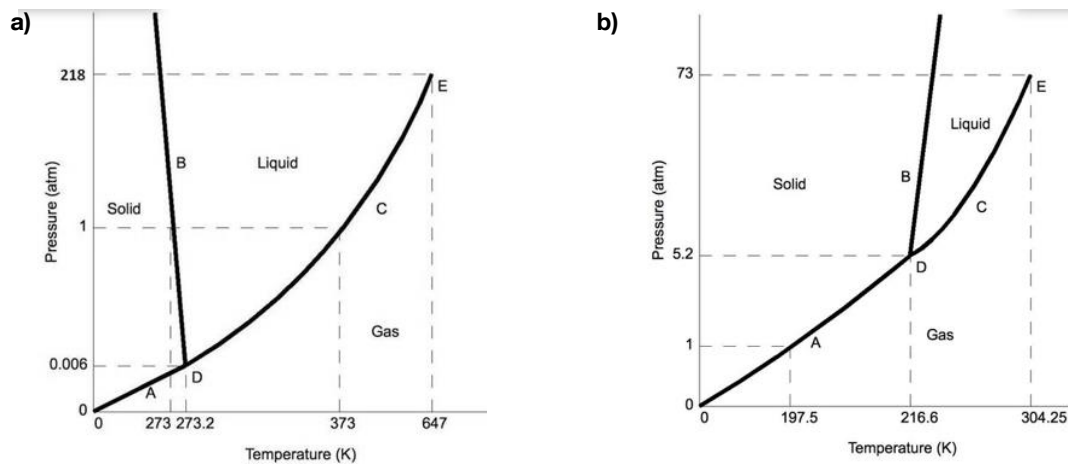 a)
218
E
B
Liquid
Solid
C
1
Pressure (atm)
Gas
0.006
D
A
0
0
273
273.2
373
647
Temperature (K)
b)
73
E
Liquid
B
Solid
C
Pressure (atm)
5.2
D
Gas
1
A
0
0
197.5
216.6
304.25
Temperature (K)